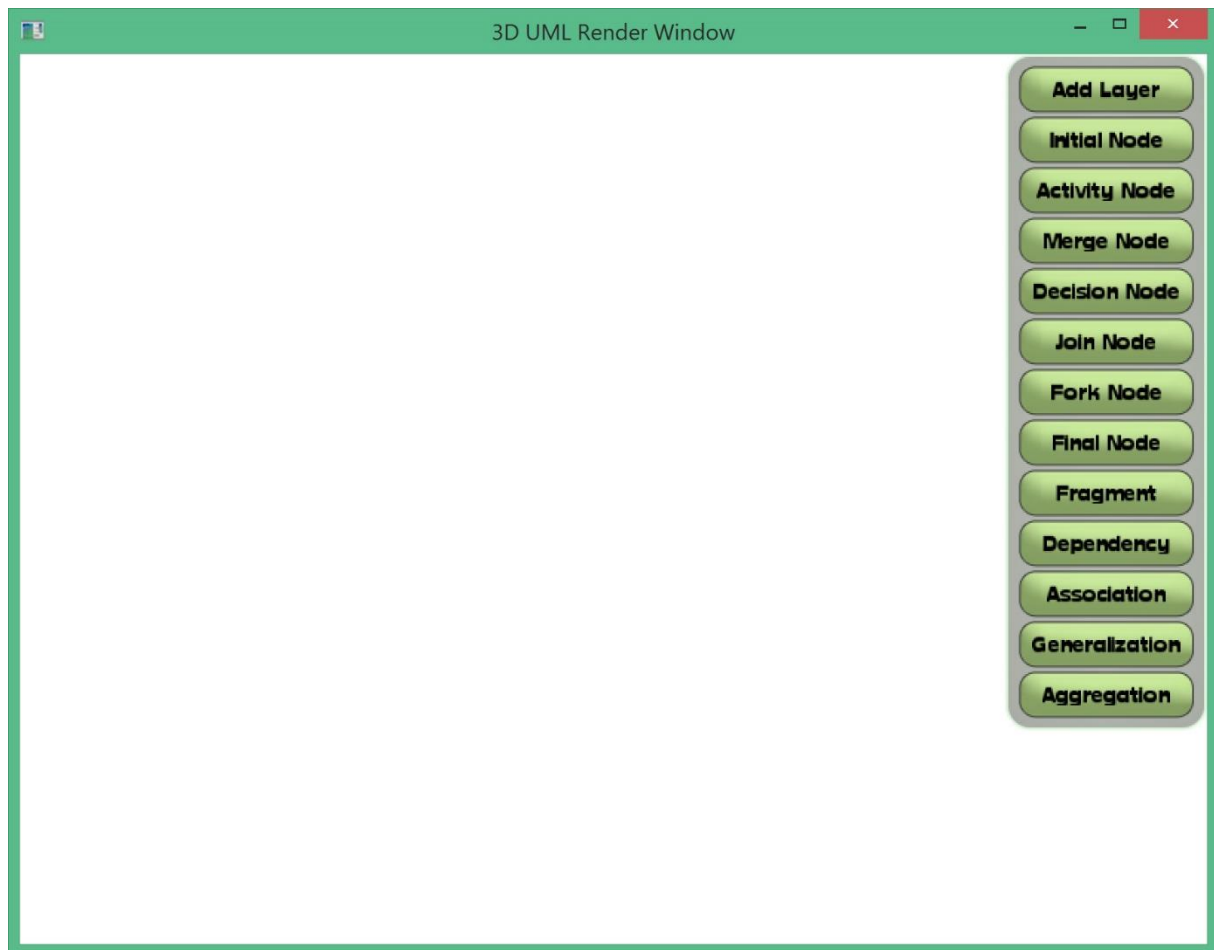 3D UML Render Window
Add Layer
Initial Node
Activity Node
Merge Node
Decision Node
Join Node
Fork Node
Final Node
Fragment
Dependency
Association
Generalization
Aggregation